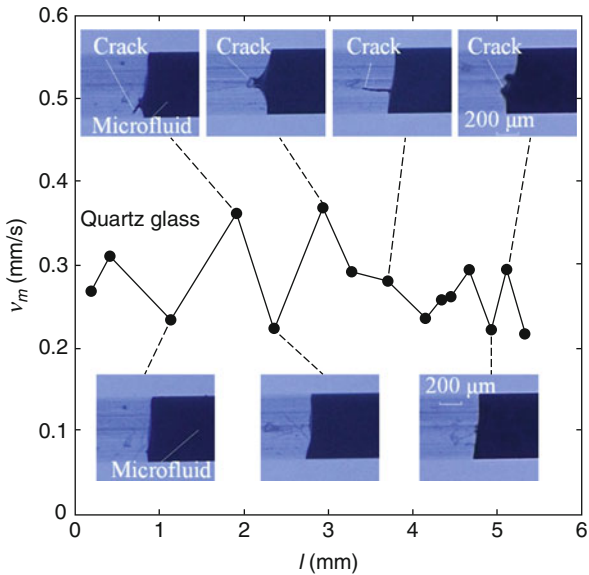 0.6
0.5
0.4
0.3
0.2
0.1
0
v_m (mm/s)
Crack
Microfluid
Crack
Crack
Crack
200 μm
Quartz glass
Microfluid
200 μm
0 1 2 3 4 5 6
l (mm)